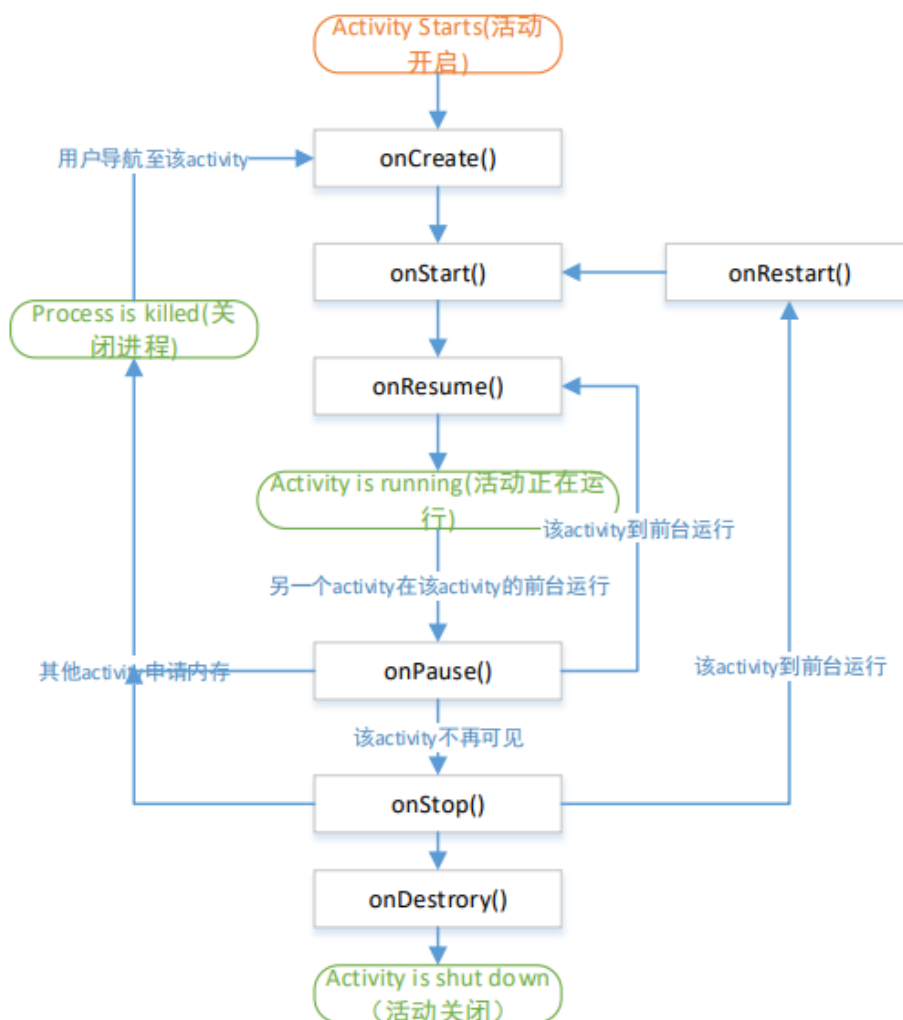 Activity Starts(活动
开启)
用户导航至该activity
onCreate()
onStart()
onRestart()
Process is killed(关
闭进程)
onResume()
Activity is running(活动正在运
行)
该activity到前台运行
另一个activity在该activity的前台运行
其他activity申请内存
onPause()
该activity到前台运行
该activity不再可见
onStop()
onDestrory()
Activity is shut down
（活动关闭）